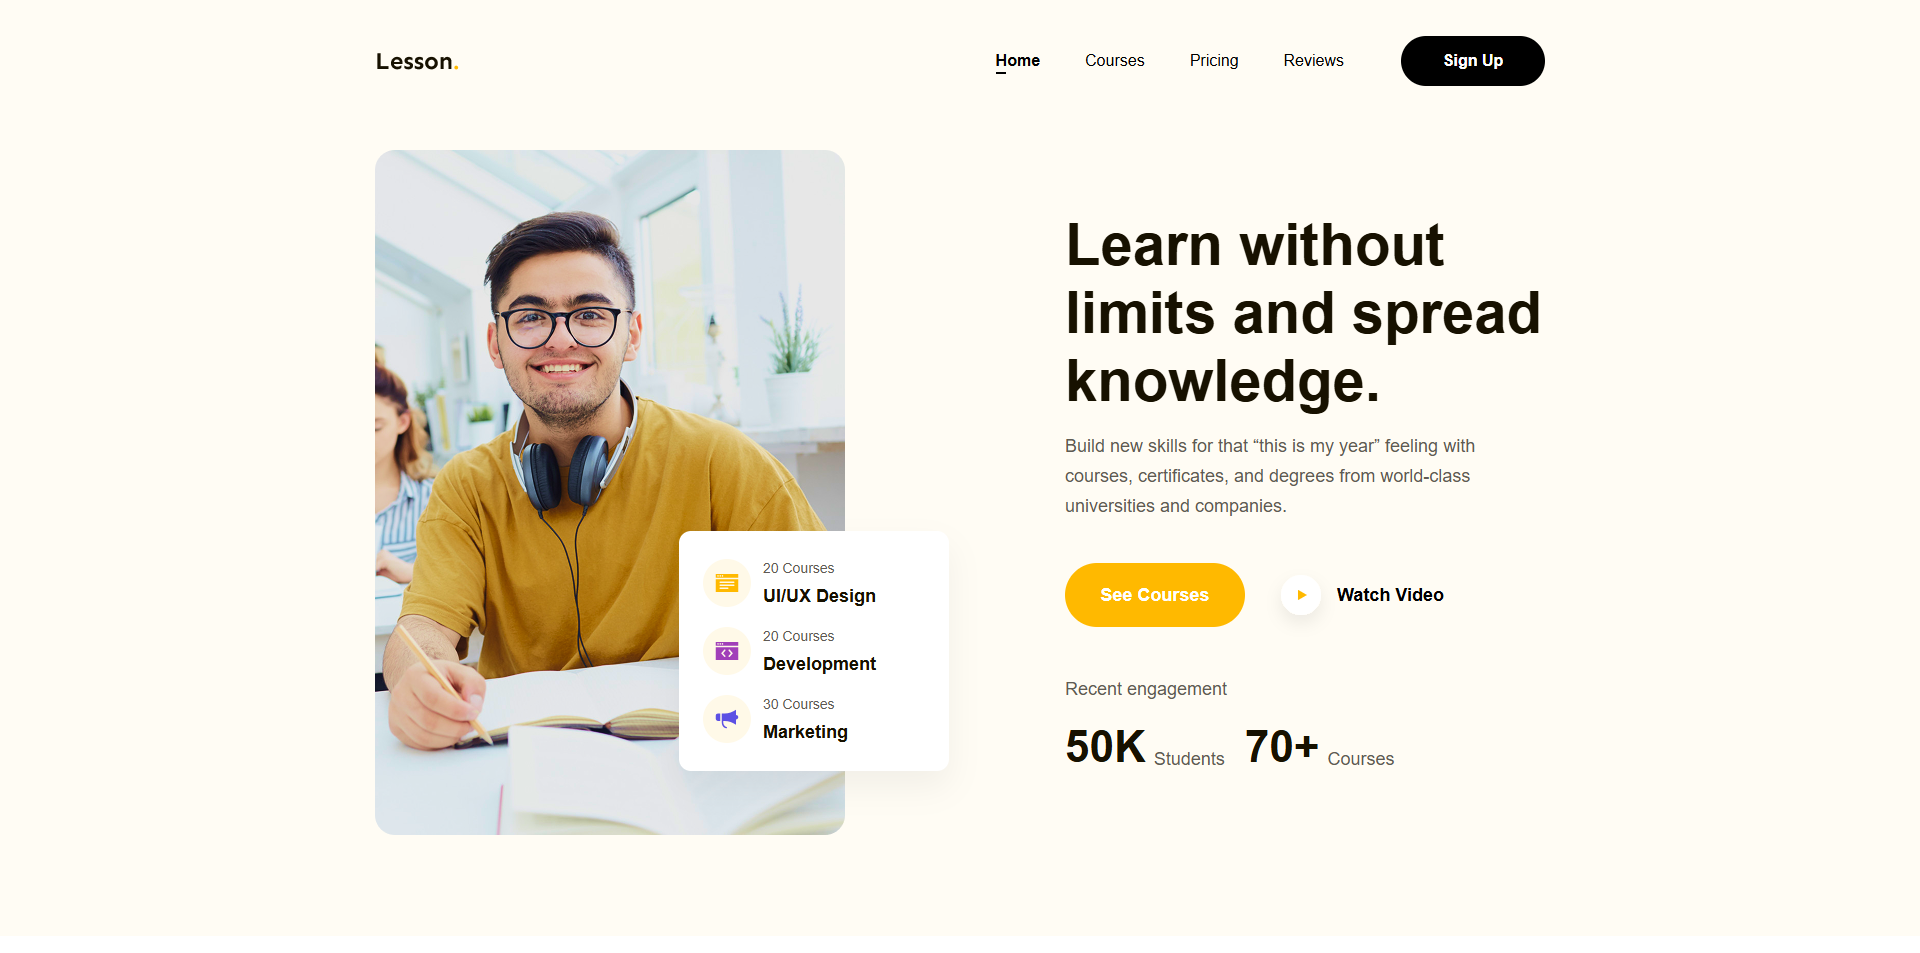 Lesson.
Home
Courses
Pricing
Reviews
Sign Up
Learn without
limits and spread
knowledge.
Build new skills for that “this is my year” feeling with
courses, certificates, and degrees from world-class
universities and companies.
See Courses
Watch Video
Recent engagement
50K Students
70+ Courses
20 Courses
UI/UX Design
20 Courses
Development
30 Courses
Marketing